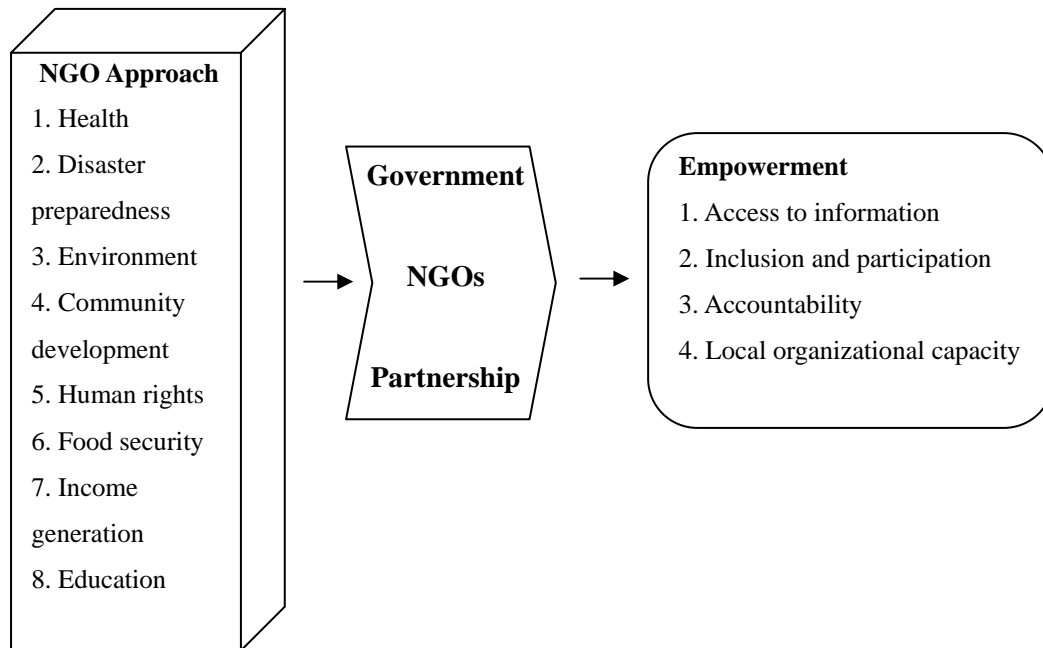 NGO Approach
1. Health
2. Disaster
preparedness
3. Environment
4. Community
development
5. Human rights
6. Food security
7. Income
generation
8. Education
Government
NGOs
Partnership
Empowerment
1. Access to information
2. Inclusion and participation
3. Accountability
4. Local organizational capacity